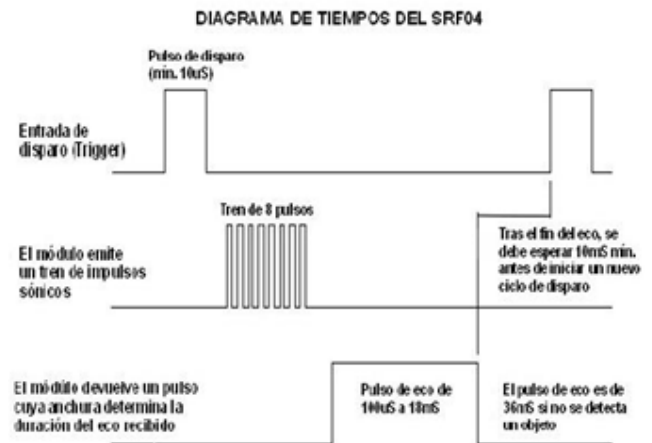 DIAGRAMA DE TIEMPOS DEL SRF04
Pulso de disparo
(min. 10uS)
Entrada de
disparo (Trigger)
Tren de 8 pulsos
El módulo emite
un tren de impulsos
sónicos
Tras el fin del eco, se
debe esperar 10mS min.
antes de iniciar un nuevo
ciclo de disparo
El módulo devuelve un pulso
cuya anchura determina la
duración del eco recibido
Pulso de eco de
100uS a 18mS
El pulso de eco es de
36mS si no se detecta
un objeto